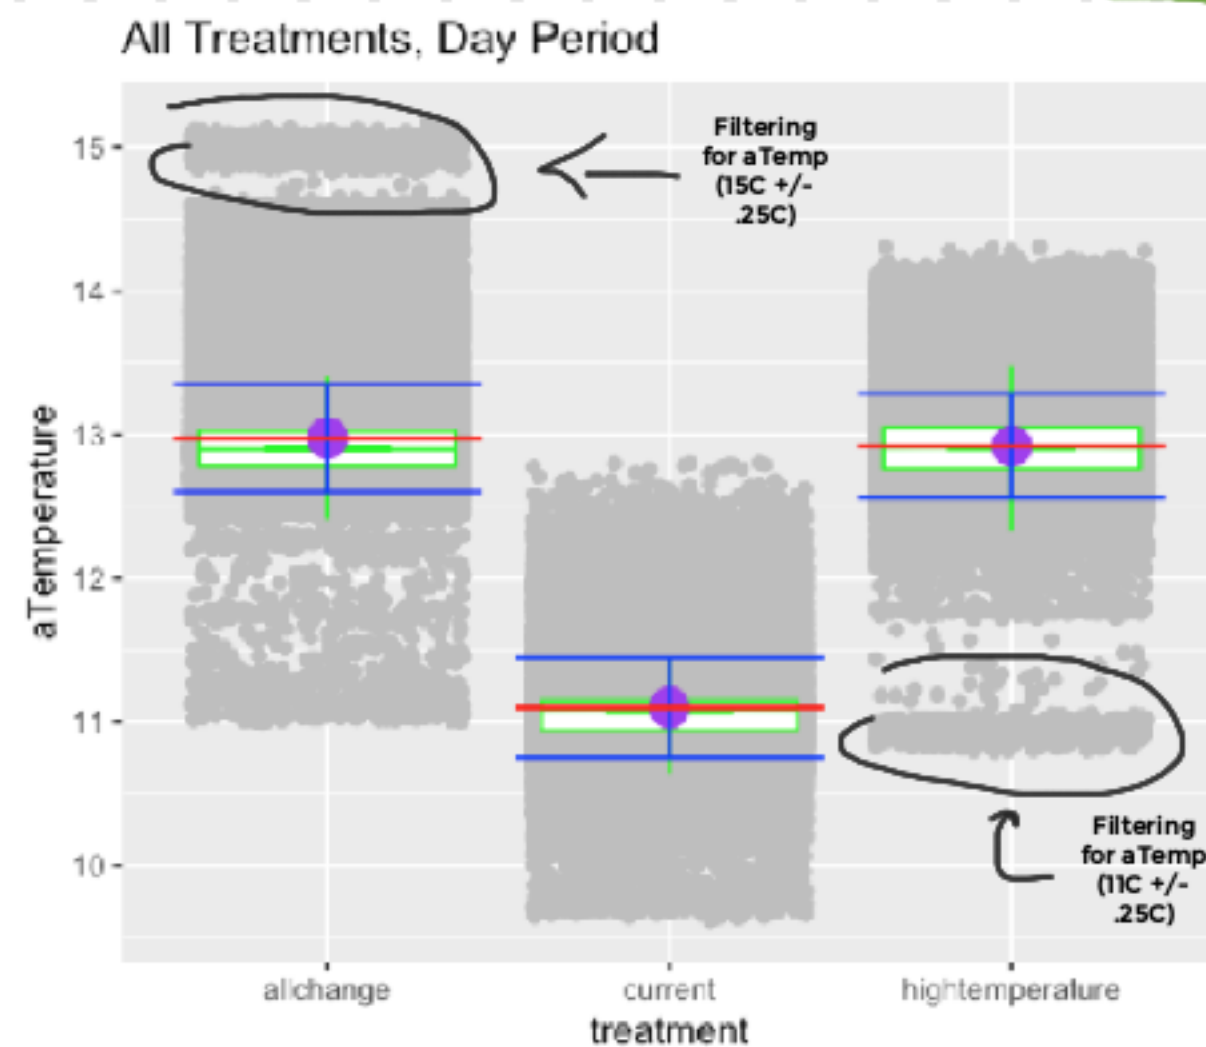 All Treatments, Day Period
15
14
13
12
11
10
aTemperature
Filtering
for aTemp
(15C +/-
.25C)
Filtering
for aTemp
(11C +/-
.25C)
allchange
current
hightemperature
treatment